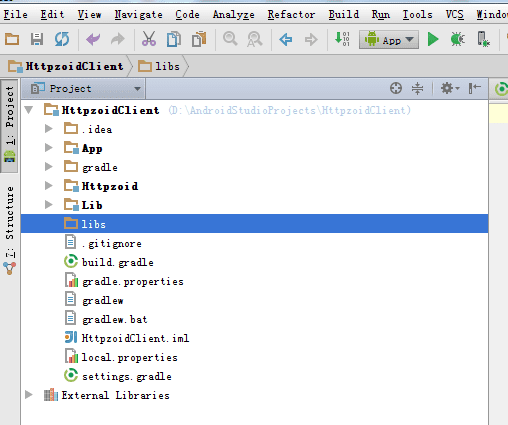 File Edit View Navigate Code Analyze Refactor Build Run Tools VCS Window
App
HttpzoidClient libs
1: Project
Project
HttpzoidClient (D:\AndroidStudioProjects\HttpzoidClient)
.idea
App
gradle
Httpzoid
Lib
libs
.gitignore
build.gradle
gradle.properties
gradlew
gradlew.bat
HttpzoidClient.iml
local.properties
settings.gradle
External Libraries
7: Structure